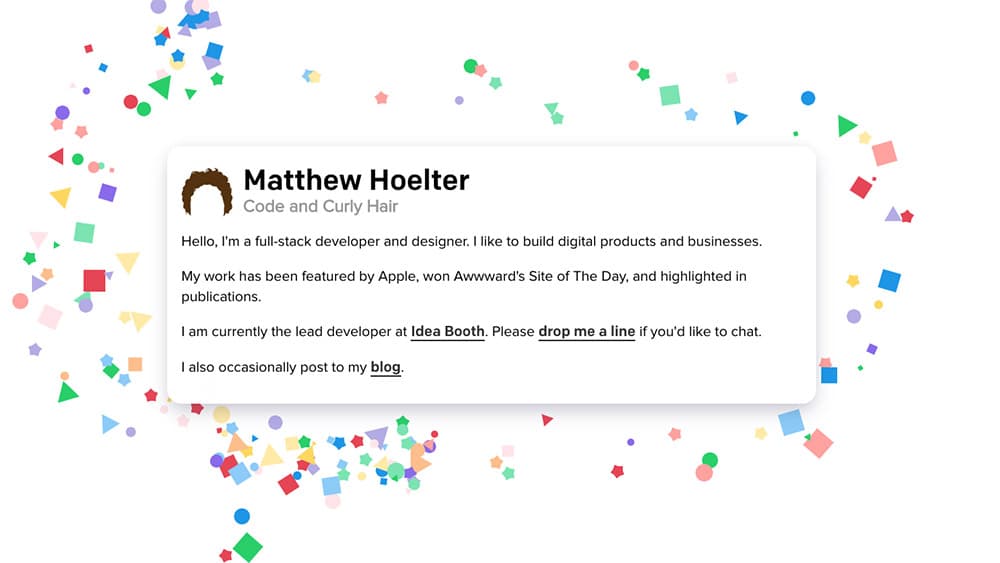 Matthew Hoelter
Code and Curly Hair
Hello, I'm a full-stack developer and designer. I like to build digital products and businesses.
My work has been featured by Apple, won Awwward's Site of The Day, and highlighted in
publications.
I am currently the lead developer at Idea Booth. Please drop me a line if you'd like to chat.
I also occasionally post to my blog.